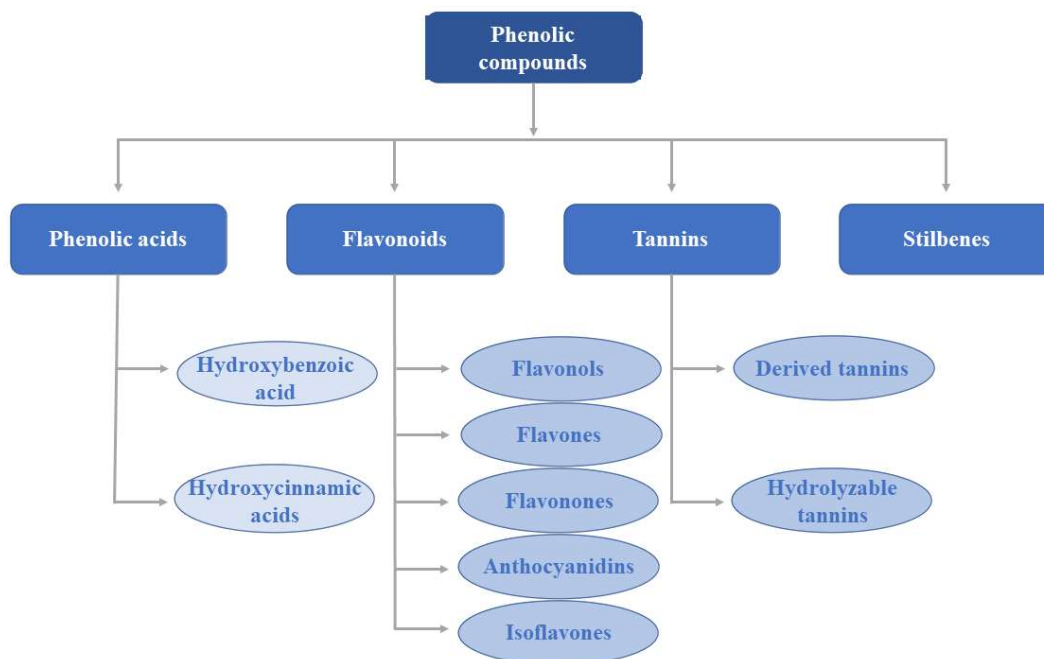 Phenolic
compounds
Phenolic acids
Flavonoids
Tannins
Stilbenes
Hydroxybenzoic
acid
Hydroxycinnamic
acids
Flavonols
Flavones
Flavonones
Anthocyanidins
Isoflavones
Derived tannins
Hydrolyzable
tannins